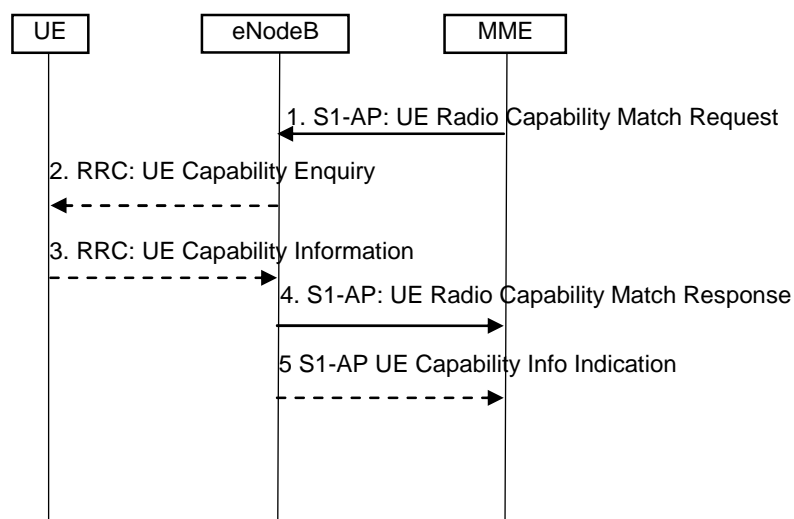 UE
eNodeB
MME
1. S1-AP: UE Radio Capability Match Request
2. RRC: UE Capability Enquiry
3. RRC: UE Capability Information
4. S1-AP: UE Radio Capability Match Response
5 S1-AP UE Capability Info Indication